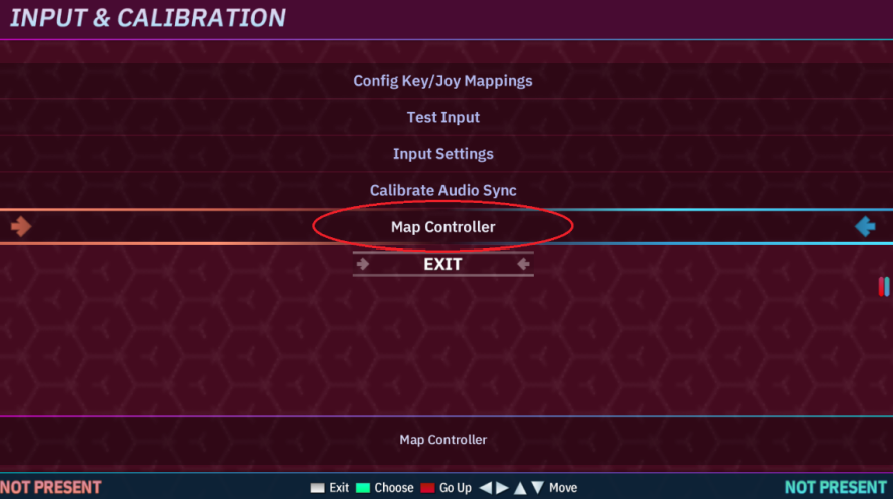 INPUT & CALIBRATION
Config Key/Joy Mappings
Test Input
Input Settings
Calibrate Audio Sync
Map Controller
EXIT
Map Controller
NOT PRESENT Exit Choose Go Up Move NOT PRESENT